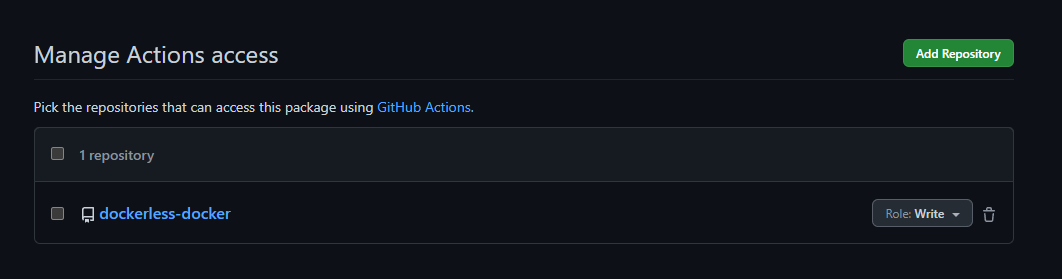 Manage Actions access
Add Repository
Pick the repositories that can access this package using GitHub Actions.
1 repository
dockerless-docker
Role: Write